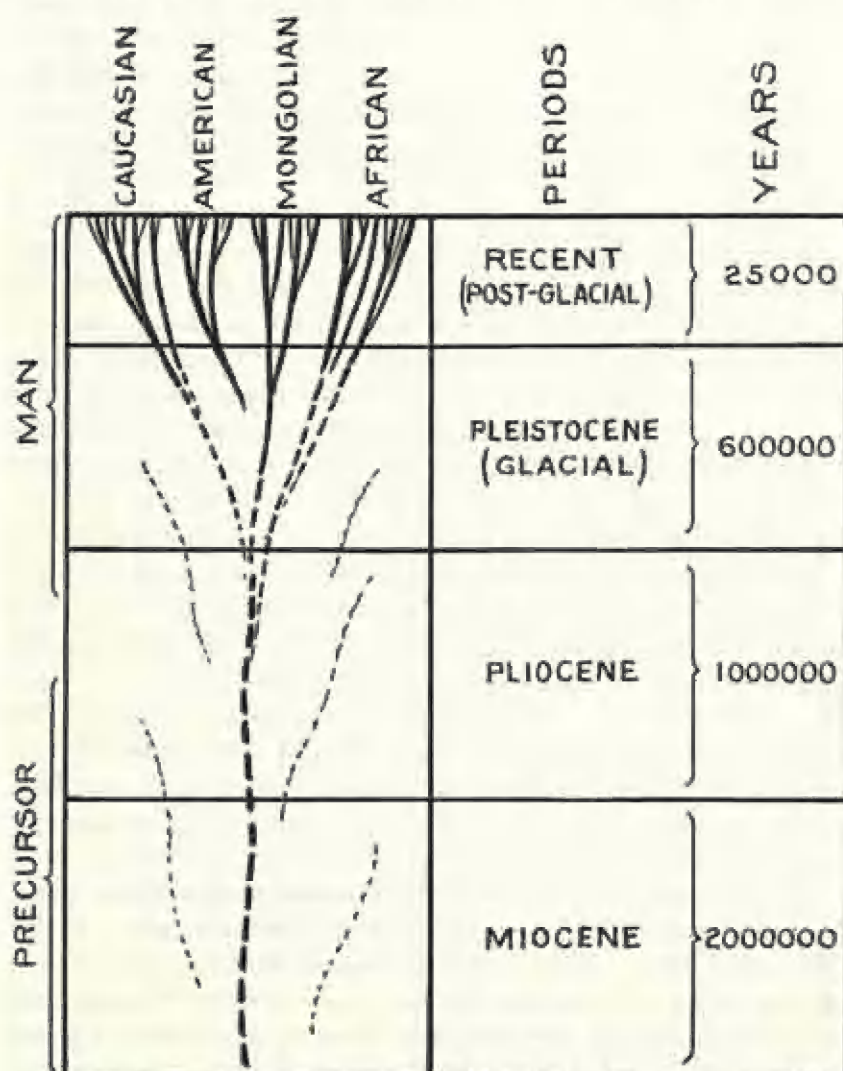 CAUCASIAN
AMERICAN
MONGOLIAN
AFRICAN
PERIODS
YEARS
MAN
RECENT
(POST-GLACIAL)
25000
PLEISTOCENE
(GLACIAL)
600000
PLIOCENE
1000000
PRECURSOR
MIOCENE
2000000